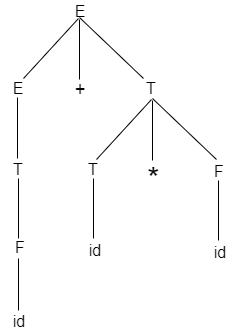 E
E + T
T T * F
F id id
id